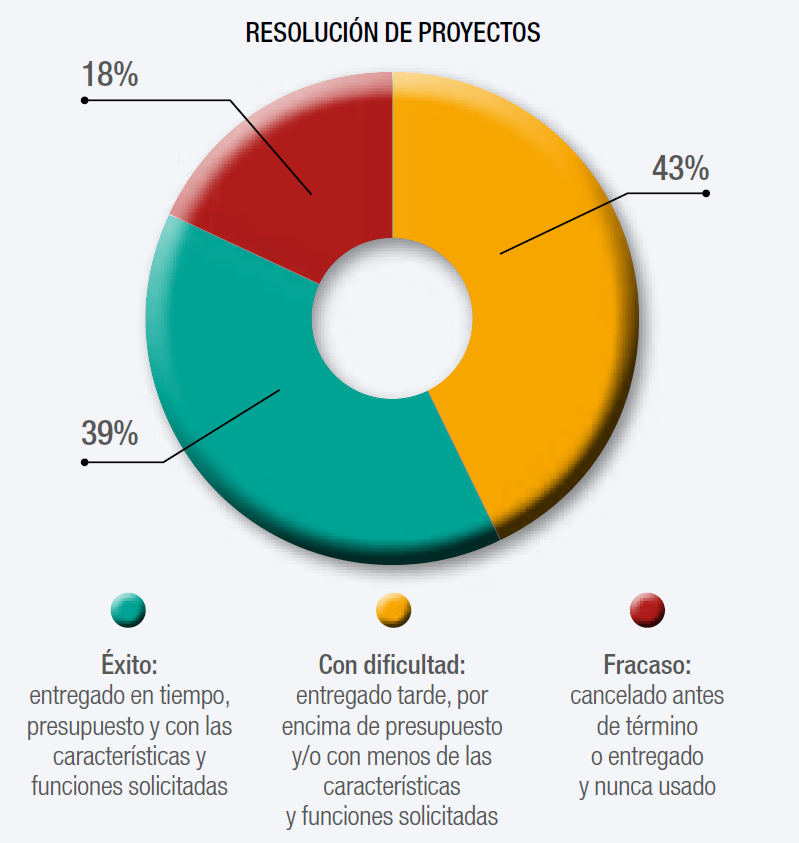 RESOLUCIÓN DE PROYECTOS
18%
43%
39%
Éxito:
entregado en tiempo,
presupuesto y con las
características y
funciones solicitadas
Con dificultad:
entregado tarde, por
encima de presupuesto
y/o con menos de las
características
y funciones solicitadas
Fracaso:
cancelado antes
de término
o entregado
y nunca usado